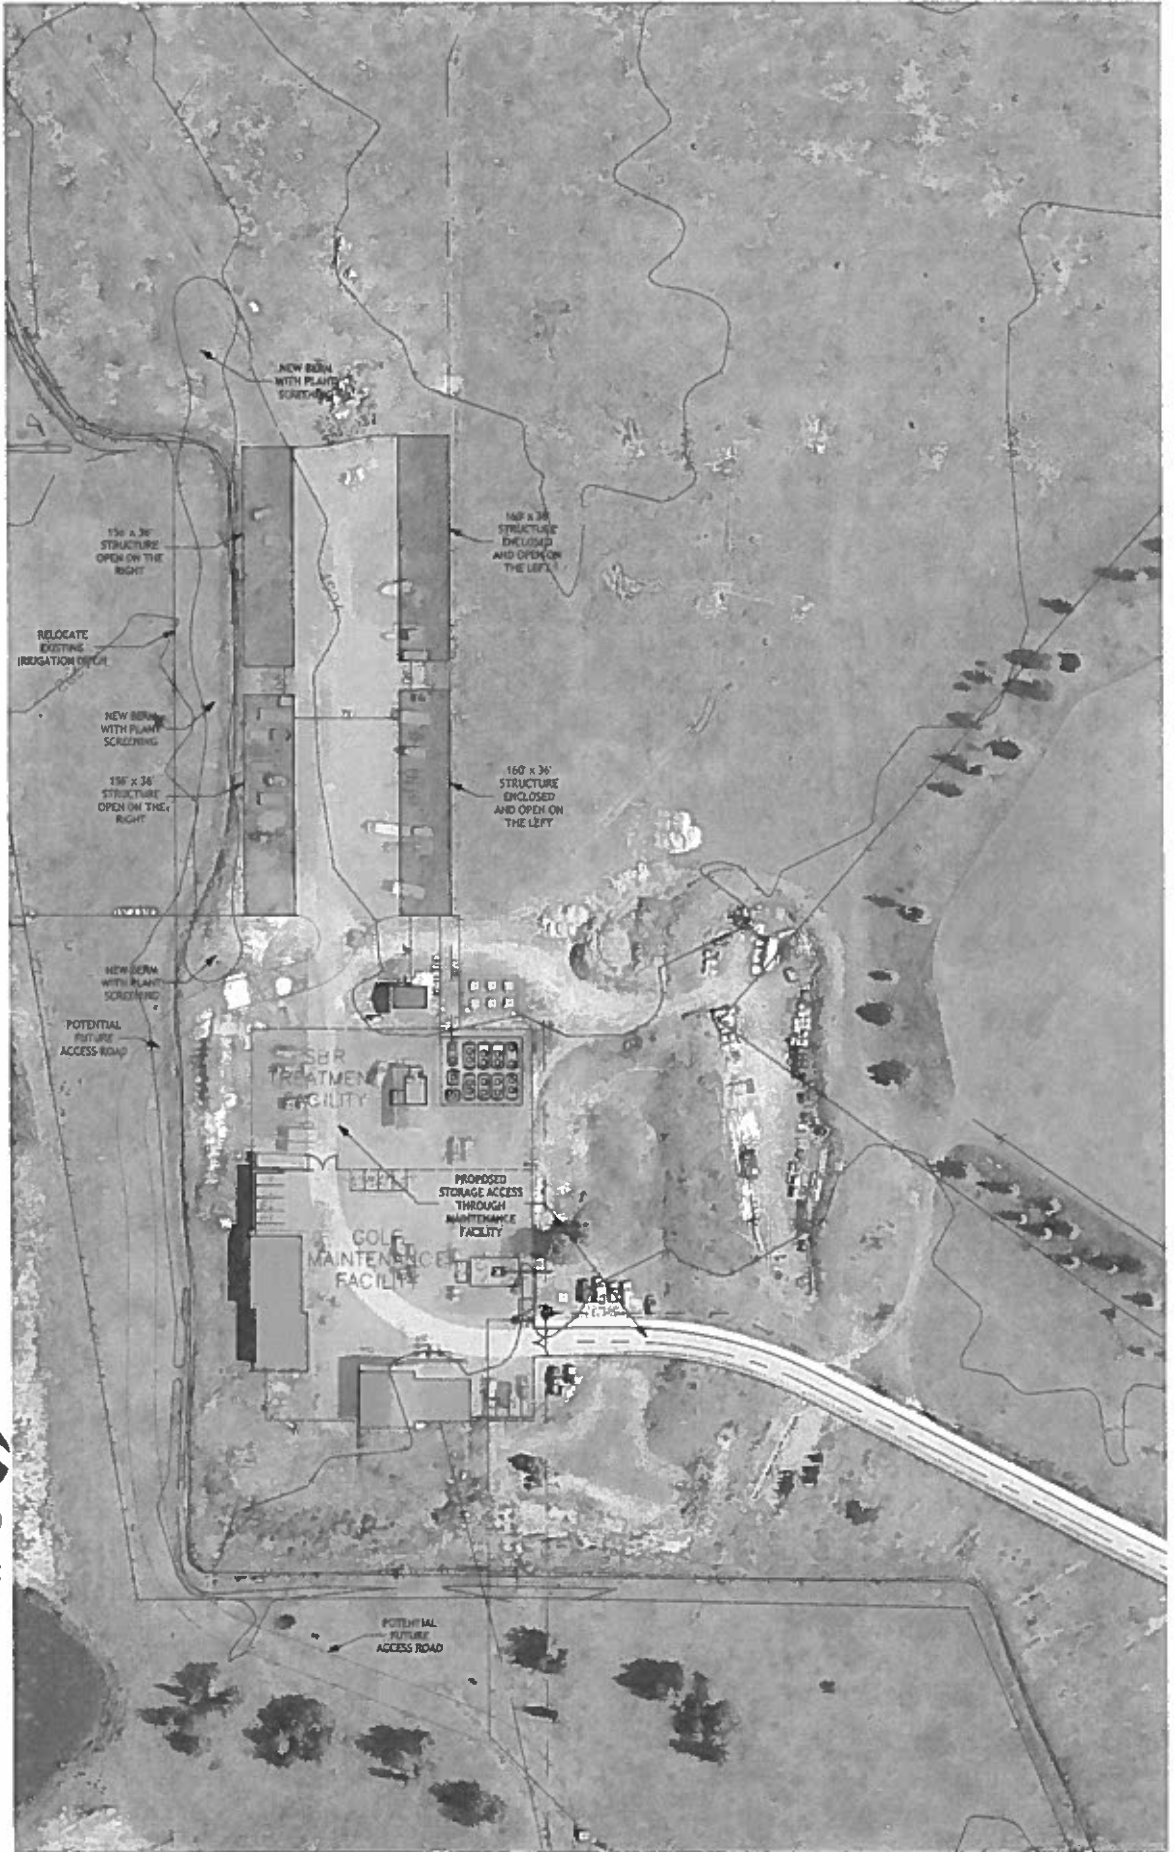 NEW BERM
WITH PLANT
SCREENING
156' x 36'
STRUCTURE
OPEN ON THE
RIGHT
160' x 36'
STRUCTURE
ENCLOSED
AND OPEN ON
THE LEFT
RELOCATE
EXISTING
IRRIGATION DITCH
NEW BERM
WITH PLANT
SCREENING
156' x 36'
STRUCTURE
OPEN ON THE
RIGHT
160' x 36'
STRUCTURE
ENCLOSED
AND OPEN ON
THE LEFT
NEW BERM
WITH PLANT
SCREENING
POTENTIAL
FUTURE
ACCESS ROAD
SBR
TREATMENT
FACILITY
PROPOSED
STORAGE ACCESS
THROUGH
MAINTENANCE
FACILITY
GOLF
MAINTENANCE
FACILITY
POTENTIAL
FUTURE
ACCESS ROAD